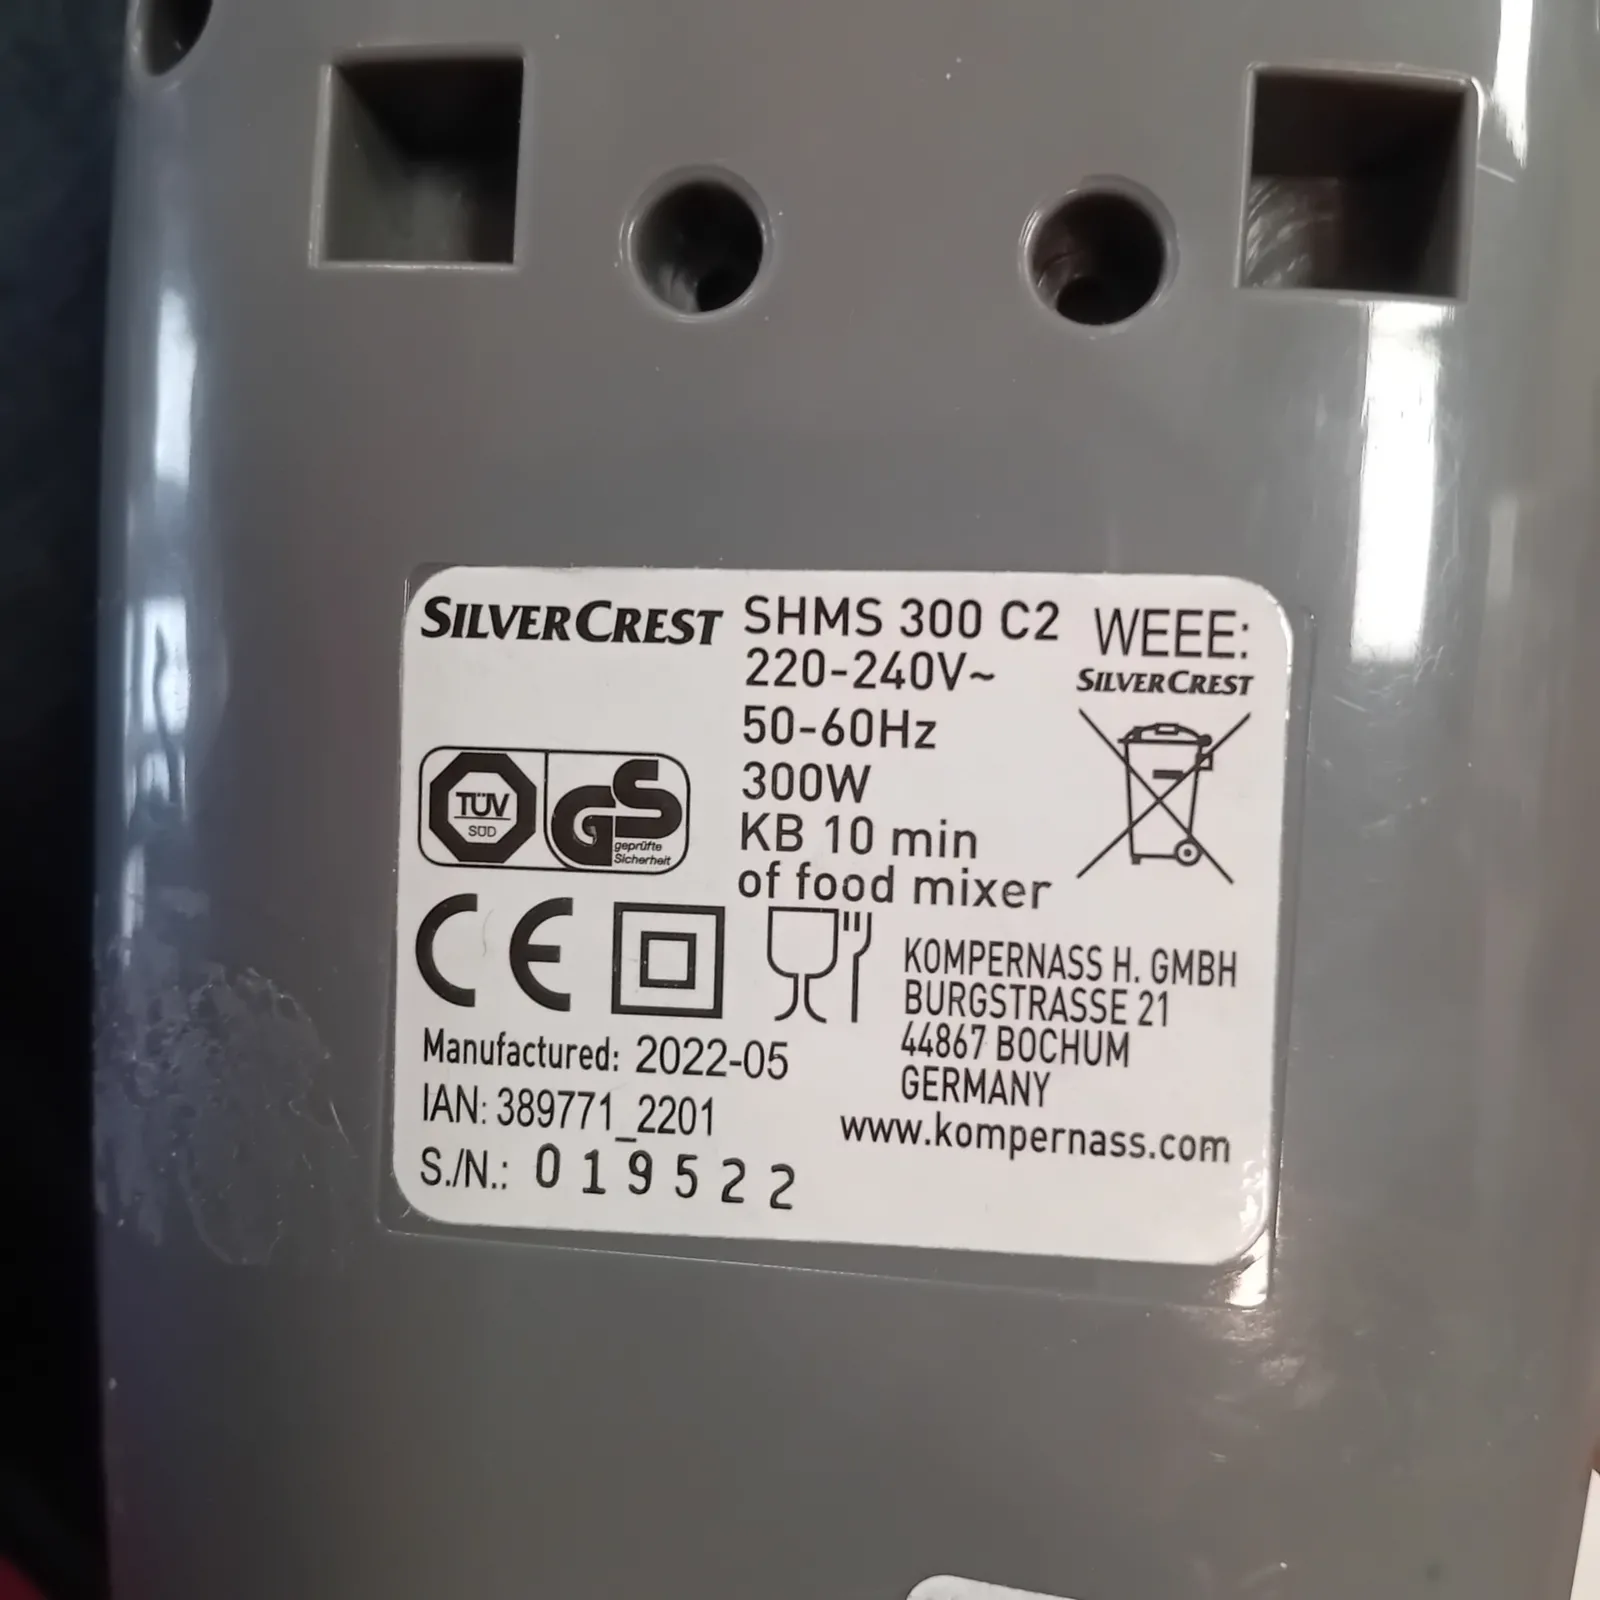 SILVERCREST
SHMS 300 C2
220-240V~
50-60Hz
300W
KB 10 min
of food mixer
WEEE:
SILVERCREST
TÜV
SÜD
GS
geprüfte
Sicherheit
CE
KOMPERNASS H. GMBH
BURGSTRASSE 21
44867 BOCHUM
GERMANY
www.kompernass.com
Manufactured: 2022-05
IAN: 389771_2201
S./N.: 019522